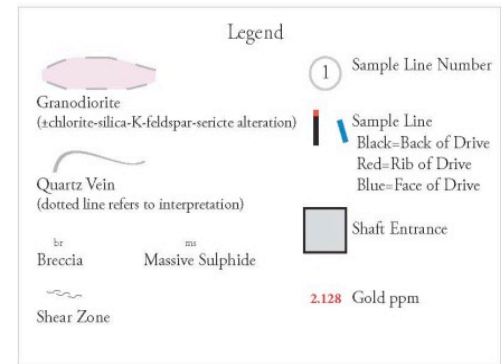 Legend
Granodiorite
(±chlorite-silica-K-feldspar-sericte alteration)
Quartz Vein
(dotted line refers to interpretation)
br
Breccia
ms
Massive Sulphide
Shear Zone
1
Sample Line Number
Sample Line
Black=Back of Drive
Red=Rib of Drive
Blue=Face of Drive
Shaft Entrance
2.128 Gold ppm